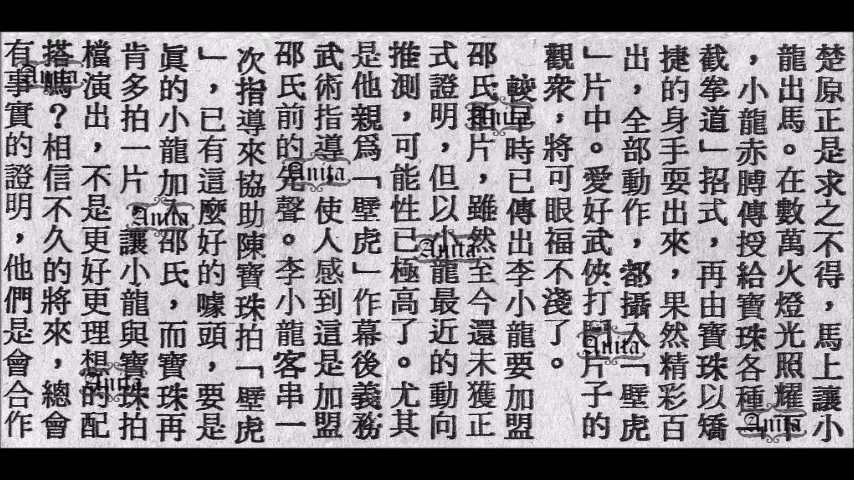 楚原正是求之不得，馬上讓小
龍出馬。在數萬火燈光照耀
，小龍赤膊傳授給寶珠各種
截拳道」招式，再由寶珠以矯
捷的身手耍出來，果然精彩百
出，全部動作，都攝入「壁虎
」片中。愛好武俠打 片子的
觀衆，將可眼福不淺了。
較早時已傳出李小龍要加盟
邵氏 片，雖然至今還未獲正
式證明，但以小龍最近的動向
推測，可能性已極高了。尤其
是他親爲「壁虎」作幕後義務
武術指導 使人感到這是加盟
邵氏前的先聲。李小龍客串一
次指導來協助陳寶珠拍「壁虎
」，已有這麼好的噱頭，要是
眞的小龍加入邵氏，而寶珠再
肯多拍一片 讓小龍與寶珠拍
檔演出，不是更好更理想的配
搭嗎？相信不久的將來，總會
有事實的證明，他們是會合作
Anita
Anita
Anita
Anita
Anita
Anita
Anita
Anita